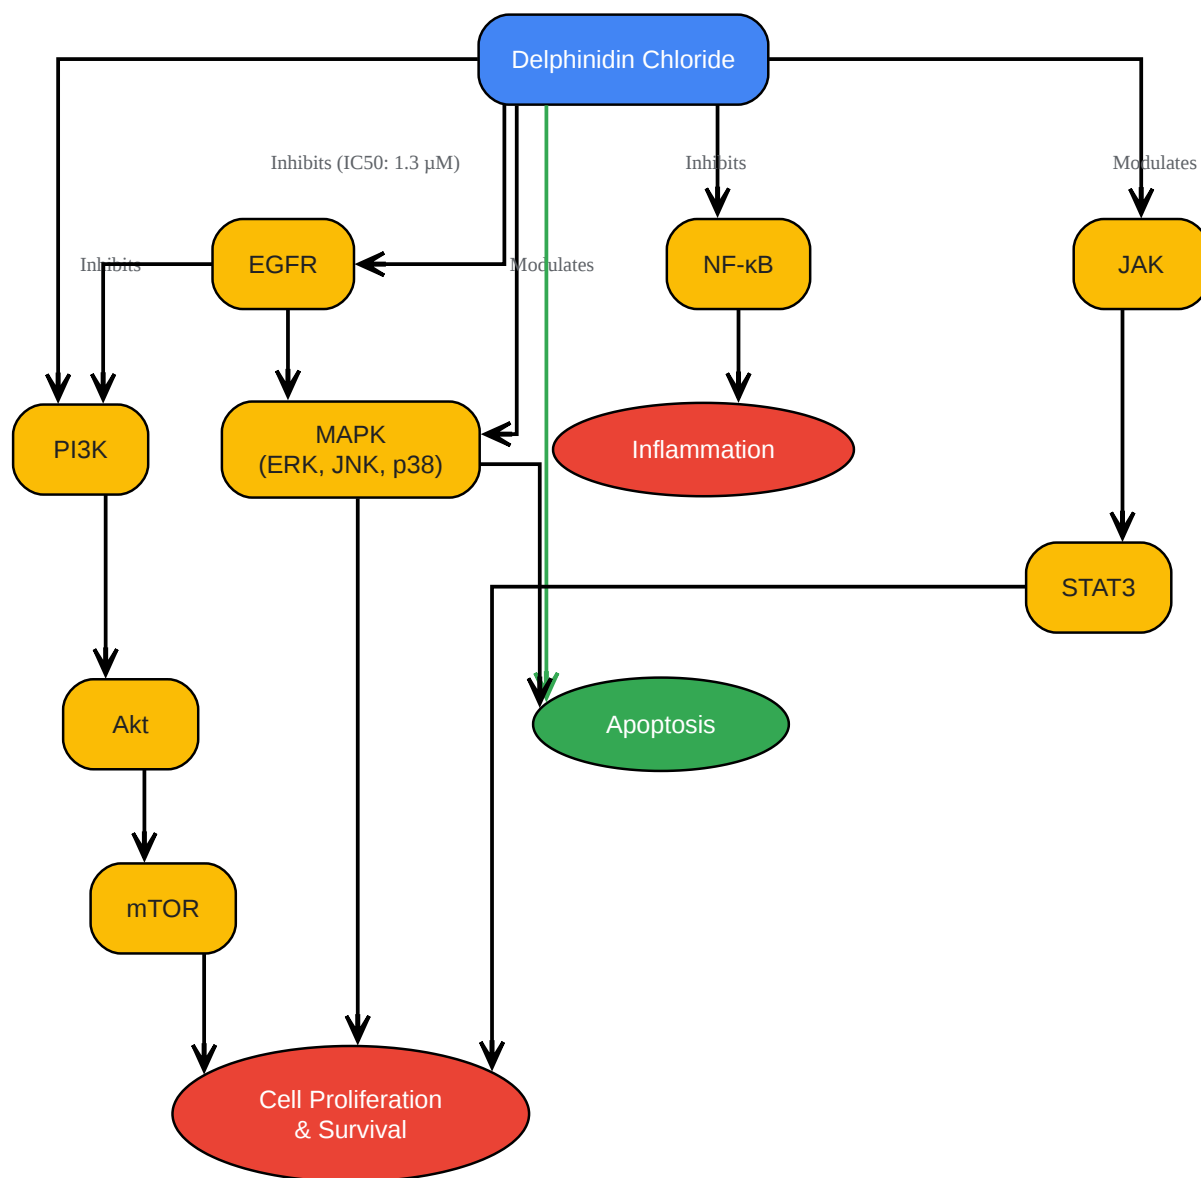 Delphinidin Chloride
Inhibits (IC50: 1.3 µM)
Inhibits
Modulates
EGFR
Inhibits
Modulates
NF-κB
JAK
PI3K
MAPK
(ERK, JNK, p38)
Inflammation
STAT3
Akt
Apoptosis
mTOR
Cell Proliferation
& Survival